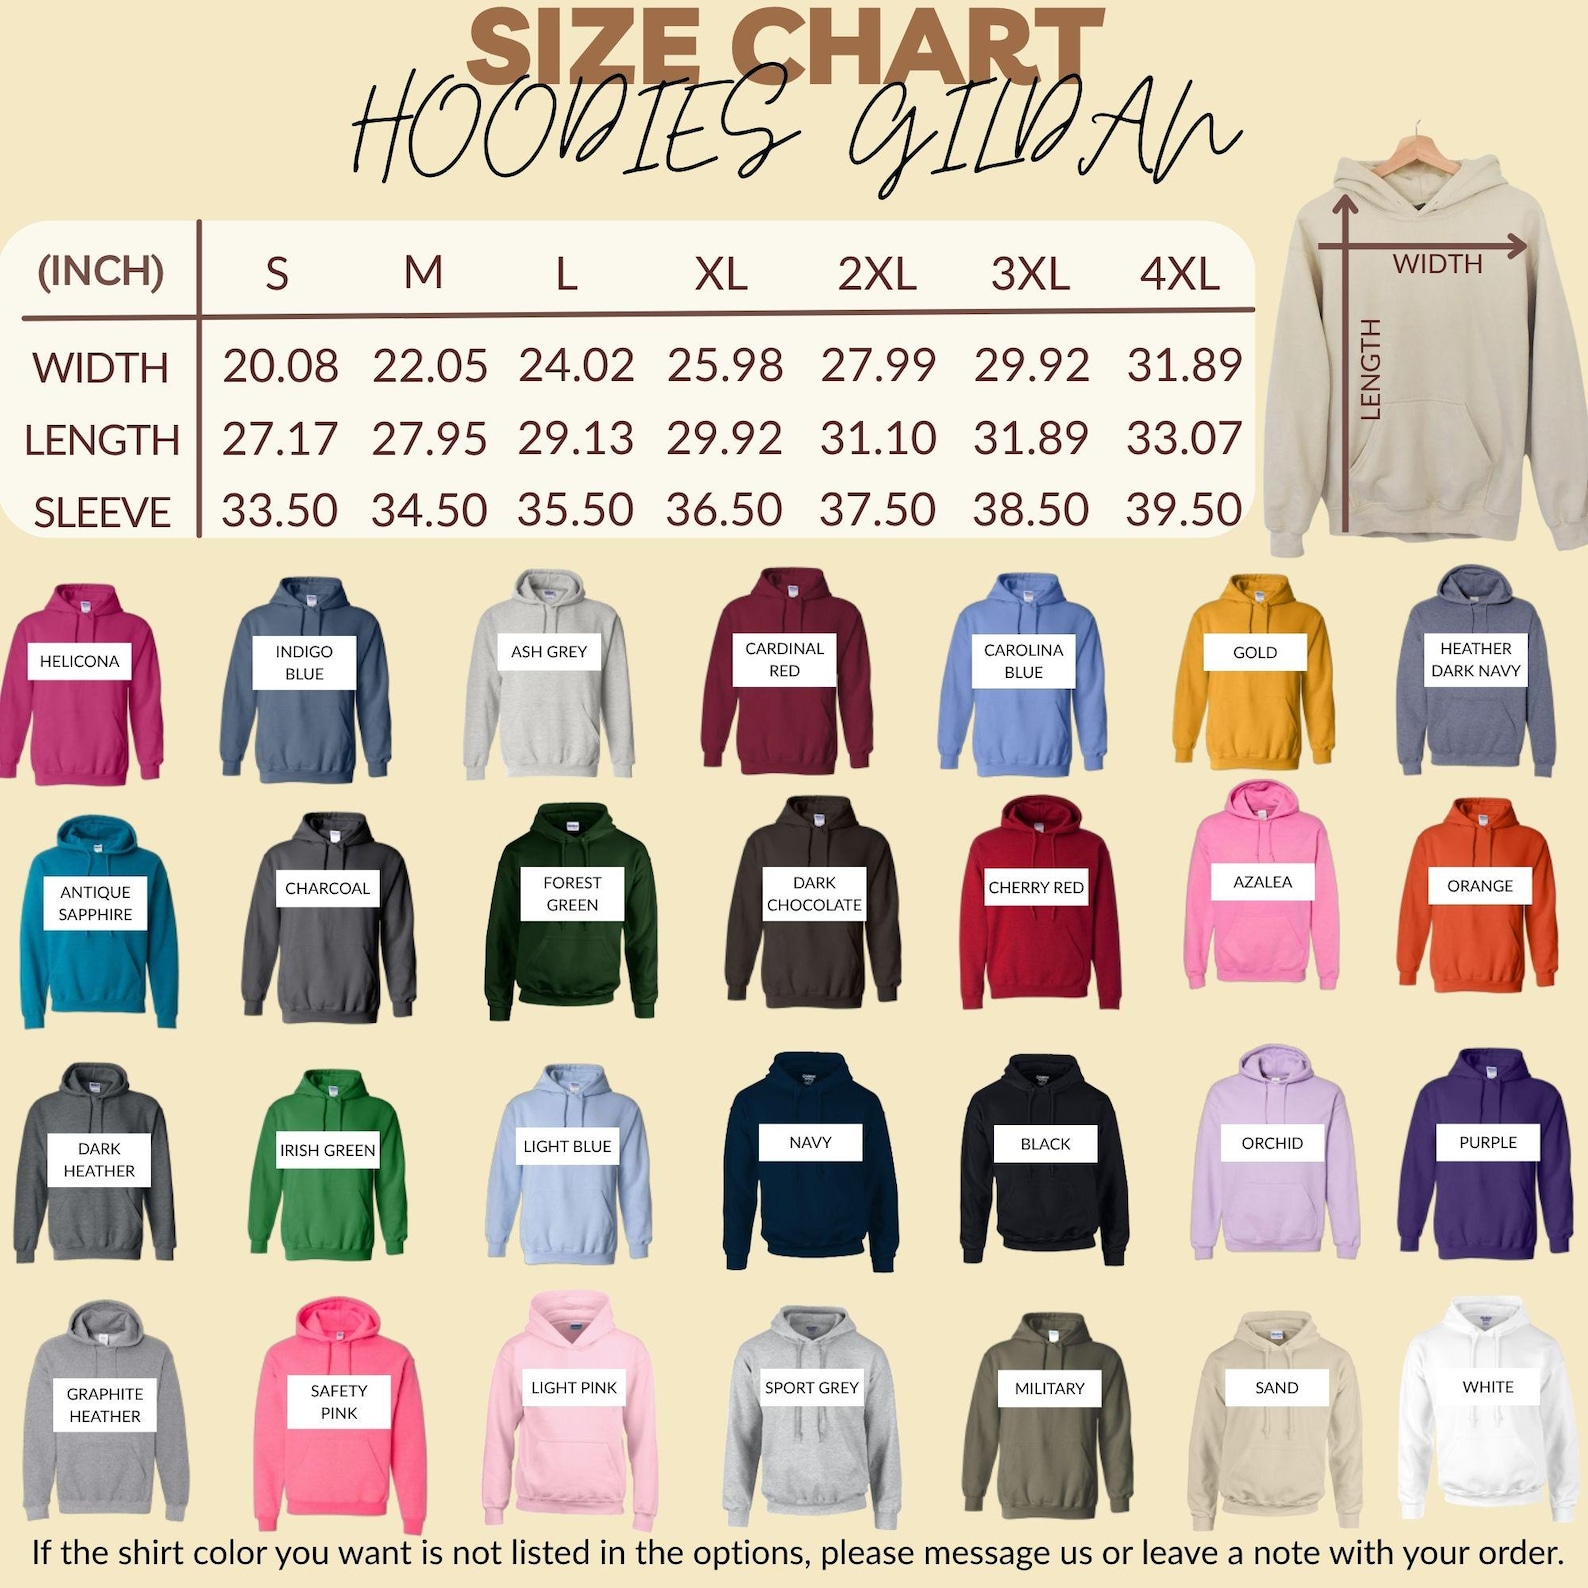 SIZE CHART
HOODIES GILDAN
(INCH) S M L XL 2XL 3XL 4XL
WIDTH 20.08 22.05 24.02 25.98 27.99 29.92 31.89
LENGTH 27.17 27.95 29.13 29.92 31.10 31.89 33.07
SLEEVE 33.50 34.50 35.50 36.50 37.50 38.50 39.50
WIDTH
LENGTH
HELICONA
INDIGO
BLUE
ASH GREY
CARDINAL
RED
CAROLINA
BLUE
GOLD
HEATHER
DARK NAVY
ANTIQUE
SAPPHIRE
CHARCOAL
FOREST
GREEN
DARK
CHOCOLATE
CHERRY RED
AZALEA
ORANGE
DARK
HEATHER
IRISH GREEN
LIGHT BLUE
NAVY
BLACK
ORCHID
PURPLE
GRAPHITE
HEATHER
SAFETY
PINK
LIGHT PINK
SPORT GREY
MILITARY
SAND
WHITE
If the shirt color you want is not listed in the options, please message us or leave a note with your order.